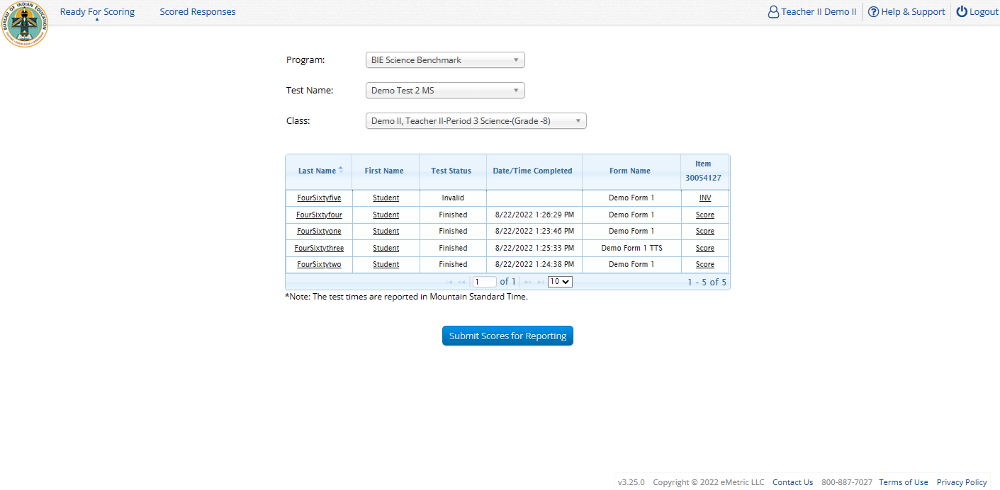 Ready For Scoring Scored Responses Teacher II Demo II Help & Support Logout
BUREAU OF INDIAN EDUCATION
Program: BIE Science Benchmark
Test Name: Demo Test 2 MS
Class: Demo II, Teacher II-Period 3 Science-(Grade -8)
Last Name First Name Test Status Date/Time Completed Form Name Item 30054127
FourSixtyfive Student Invalid Demo Form 1 INV
FourSixtyfour Student Finished 8/22/2022 1:26:29 PM Demo Form 1 Score
FourSixtyone Student Finished 8/22/2022 1:23:46 PM Demo Form 1 Score
FourSixtythree Student Finished 8/22/2022 1:25:33 PM Demo Form 1 TTS Score
FourSixtytwo Student Finished 8/22/2022 1:24:38 PM Demo Form 1 Score
1 of 1 10 1 - 5 of 5
*Note: The test times are reported in Mountain Standard Time.
Submit Scores for Reporting
v3.25.0 Copyright © 2022 eMetric LLC Contact Us 800-887-7027 Terms of Use Privacy Policy